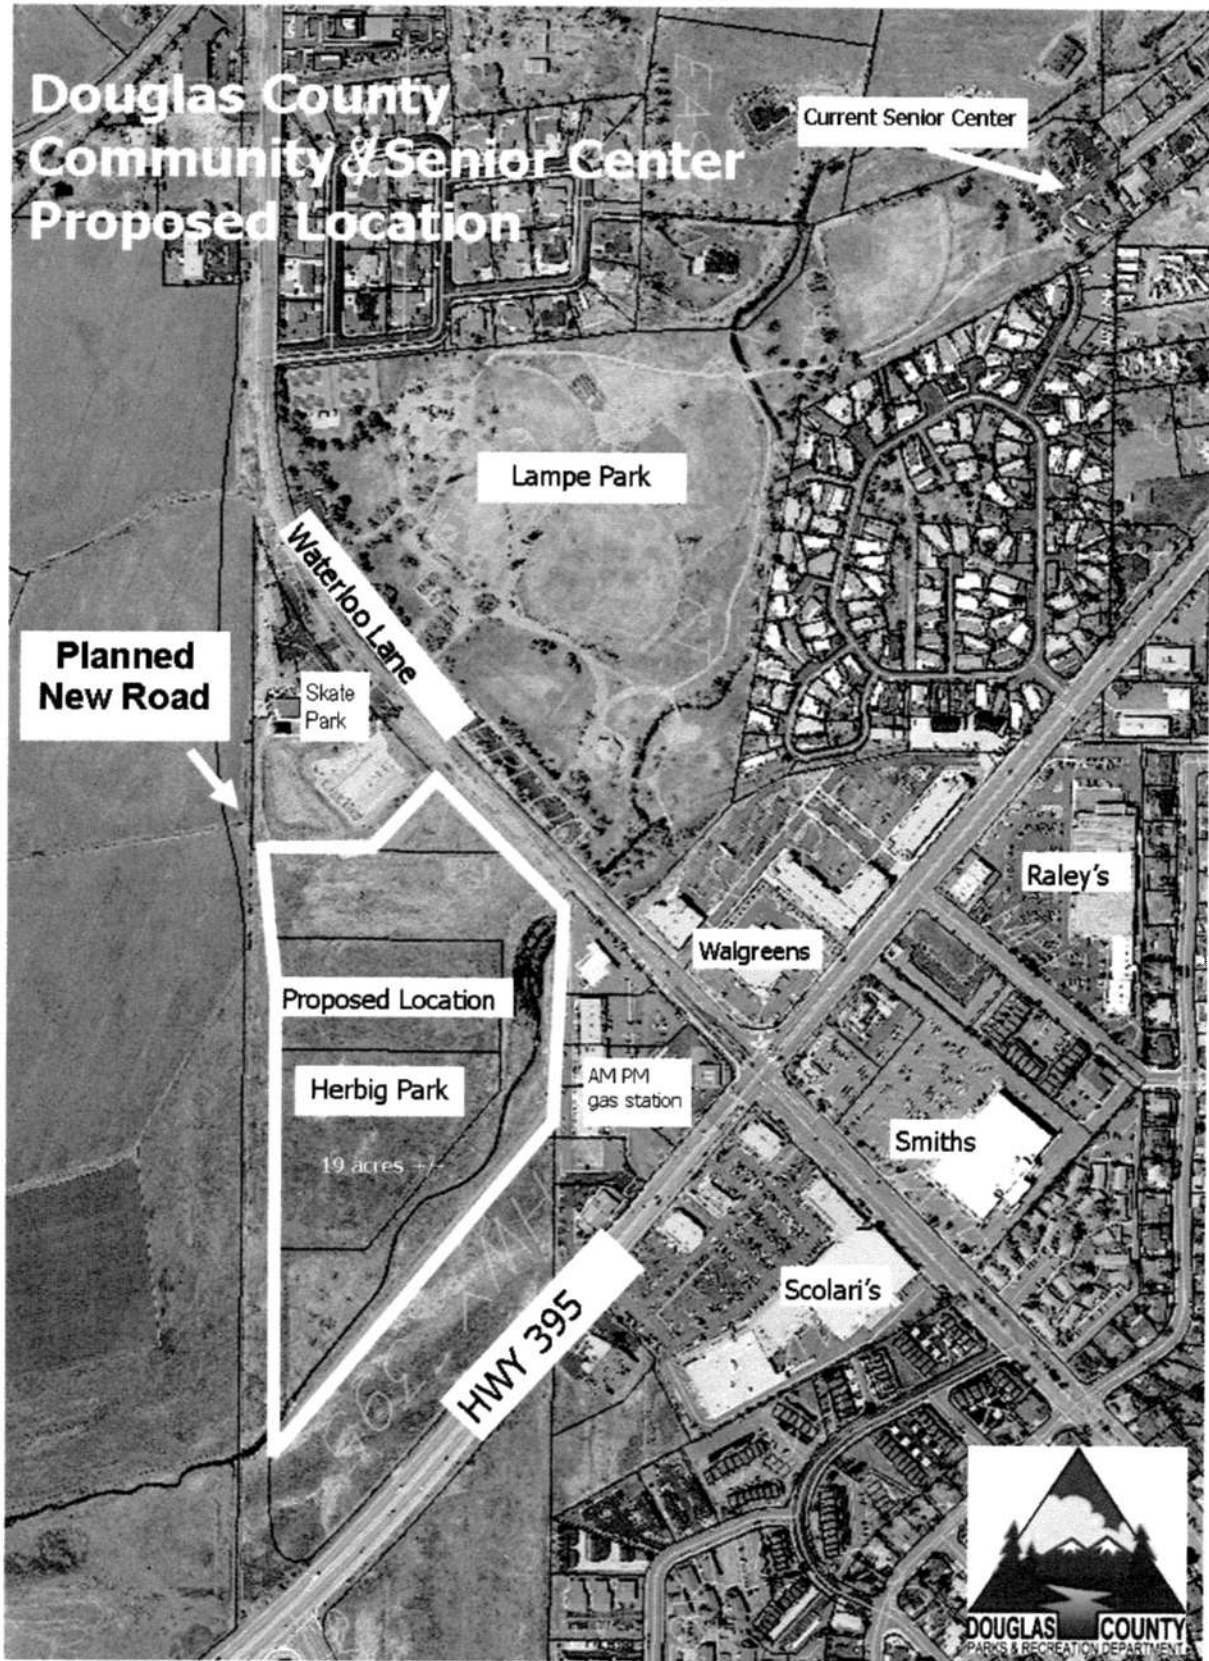 Douglas County
Community & Senior Center
Proposed Location
Current Senior Center
Lampe Park
Waterloo Lane
Planned
New Road
Skate
Park
Raley's
Walgreens
Proposed Location
Herbig Park
AM PM
gas station
19 acres +/-
Smiths
Scolari's
HWY 395
DOUGLAS COUNTY
PARKS & RECREATION DEPARTMENT